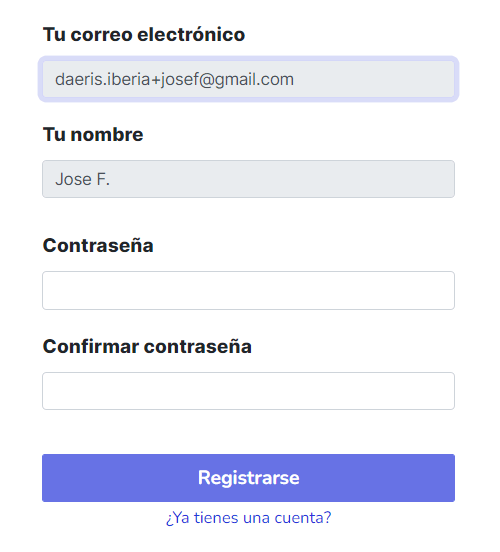 Tu correo electrónico
daeris.iberia+josef@gmail.com
Tu nombre
Jose F.
Contraseña
Confirmar contraseña
Registrarse
¿Ya tienes una cuenta?